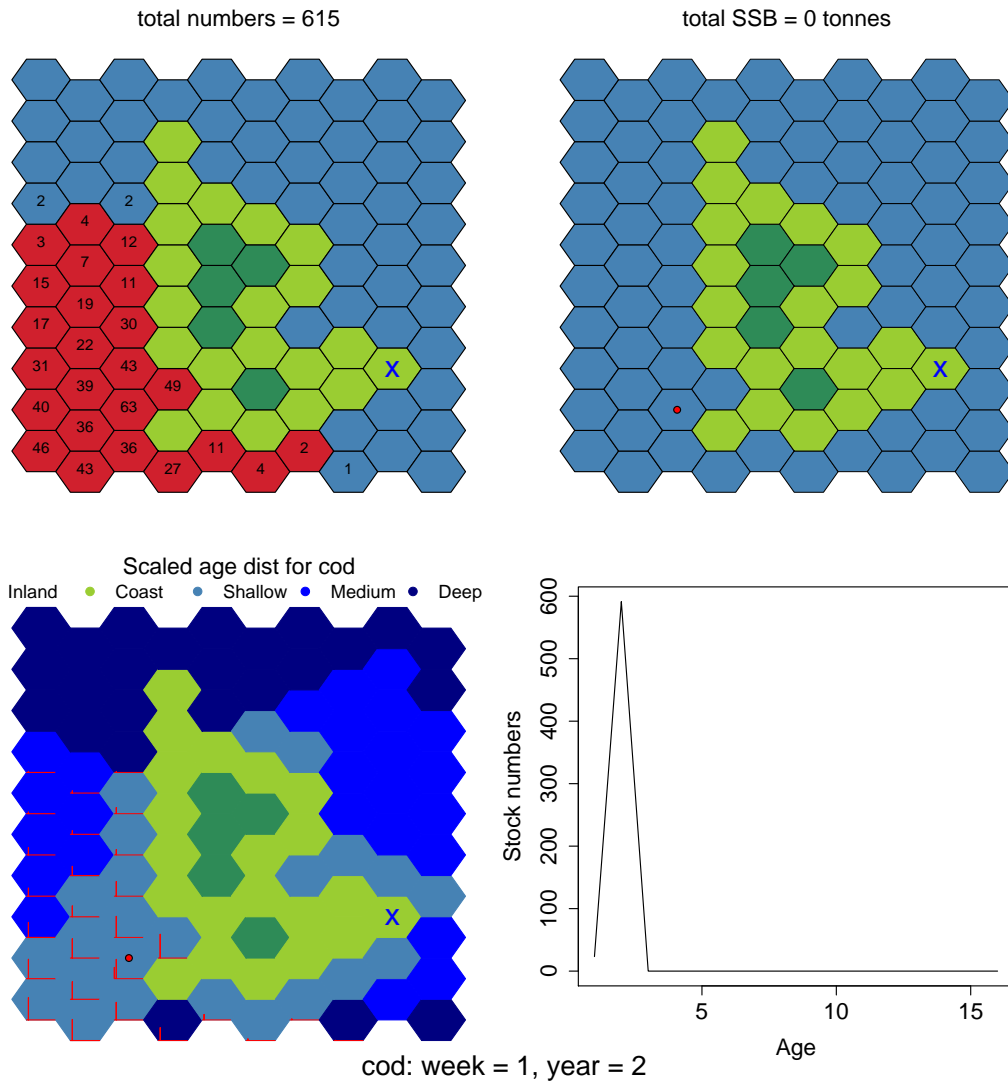 total numbers = 615
total SSB = 0 tonnes
2 2
4
3 12
7
15 11
19
17 30
22
31 43
39 49
40 63
36
46 36 11 2
43 27 4 1
X
X
Scaled age dist for cod
Inland Coast Shallow Medium Deep
X
Stock numbers
600
500
400
300
200
100
0
5 10 15
Age
cod: week = 1, year = 2